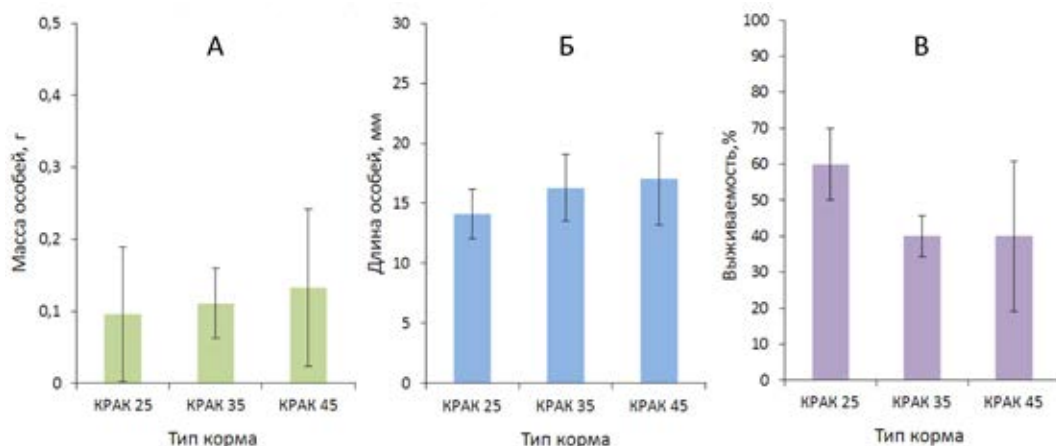 А
Масса особей, г
0,5
0,4
0,3
0,2
0,1
0
КРАК 25 КРАК 35 КРАК 45
Тип корма
Б
Длина особей, мм
30
25
20
15
10
5
0
КРАК 25 КРАК 35 КРАК 45
Тип корма
В
Выживаемость,%
100
90
80
70
60
50
40
30
20
10
0
КРАК 25 КРАК 35 КРАК 45
Тип корма